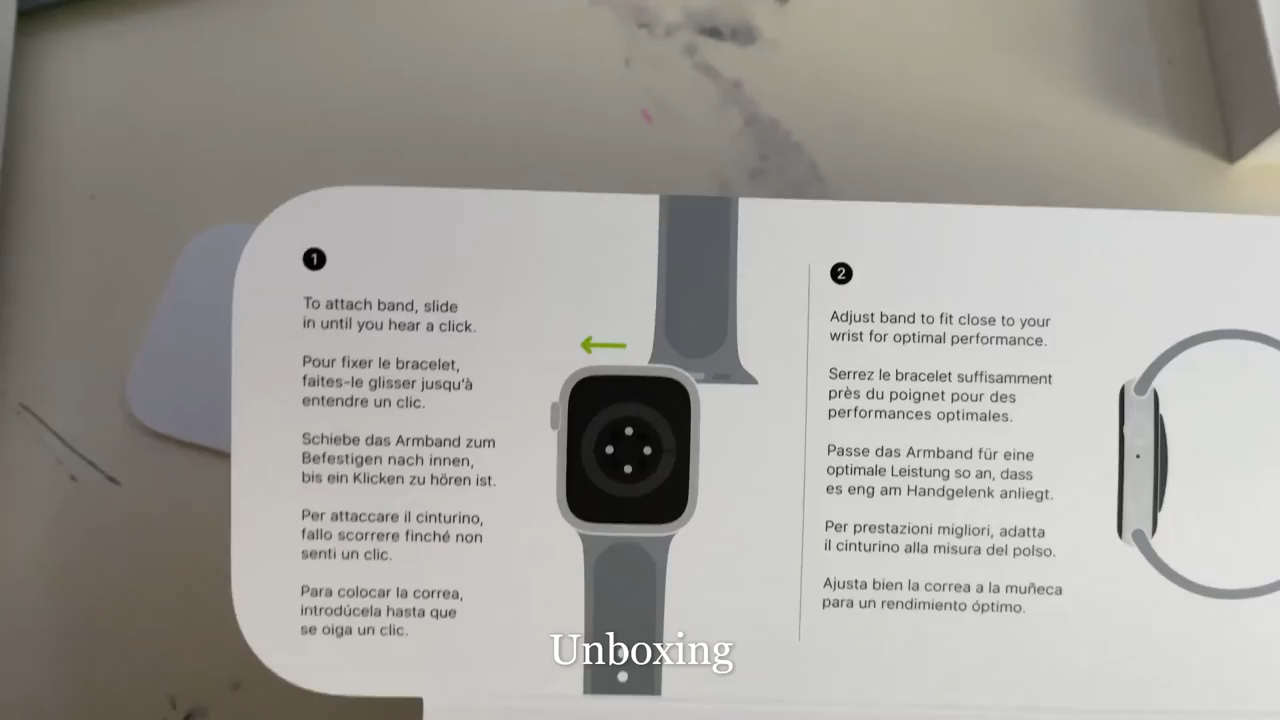 1
To attach band, slide
in until you hear a click.
Pour fixer le bracelet,
faites-le glisser jusqu'à
entendre un clic.
Schiebe das Armband zum
Befestigen nach innen,
bis ein Klicken zu hören ist.
Per attaccare il cinturino,
fallo scorrere finché non
senti un clic.
Para colocar la correa,
introdúcela hasta que
se oiga un clic.
2
Adjust band to fit close to your
wrist for optimal performance.
Serrez le bracelet suffisamment
près du poignet pour des
performances optimales.
Passe das Armband für eine
optimale Leistung so an, dass
es eng am Handgelenk anliegt.
Per prestazioni migliori, adatta
il cinturino alla misura del polso.
Ajusta bien la correa a la muñeca
para un rendimiento óptimo.
Unboxing